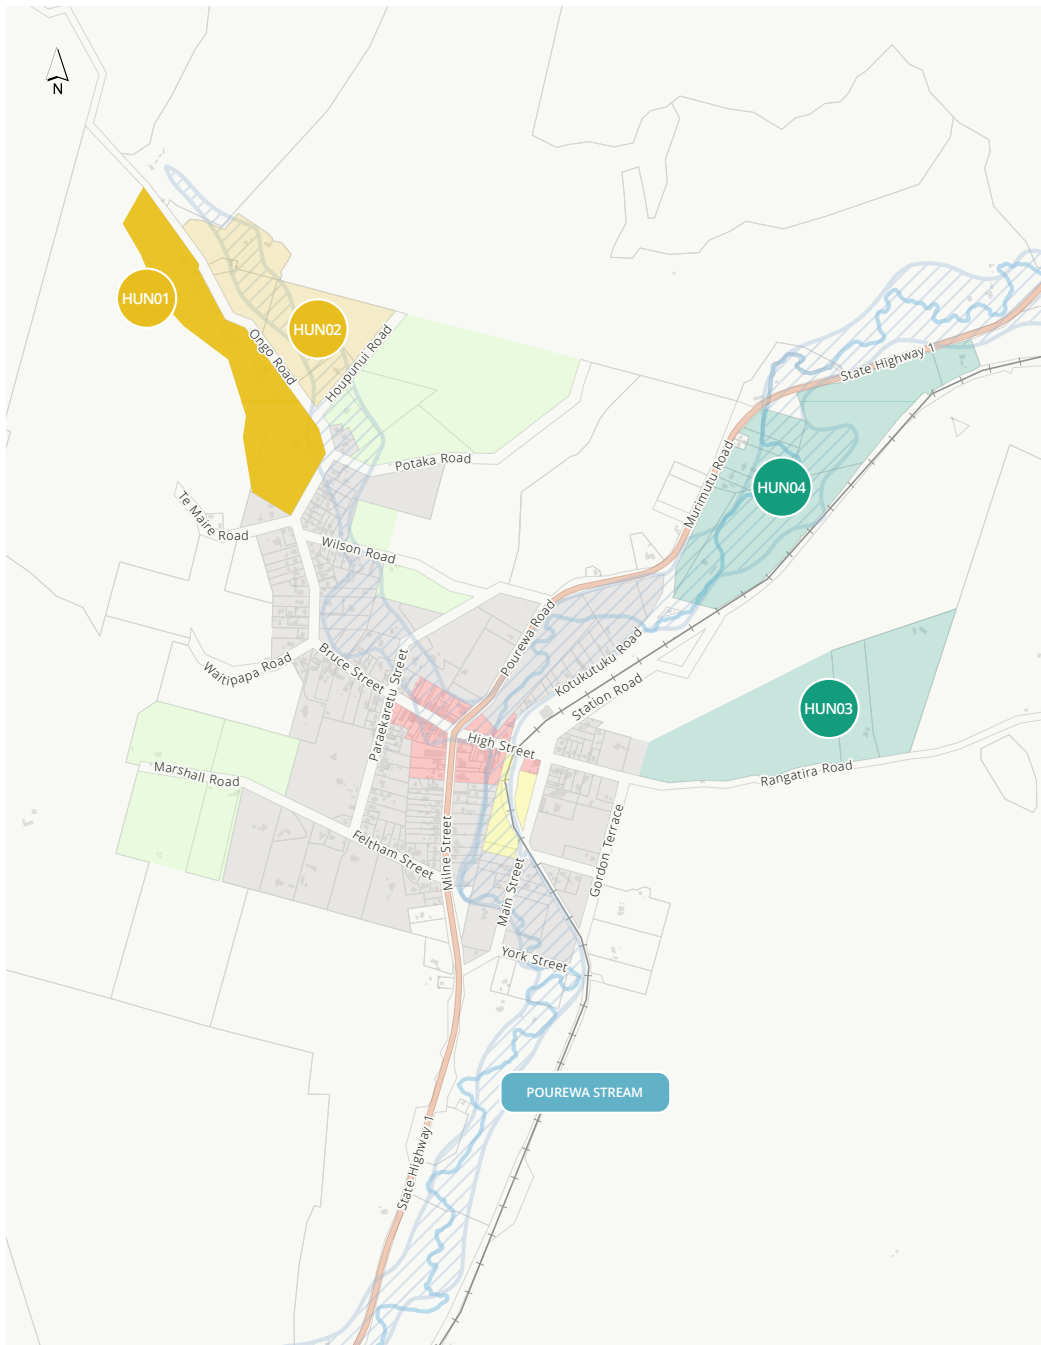 N
HUN01
HUN02
Ongo Road
Houpunui Road
State Highway 1
Potaka Road
Murimutu Road
HUN04
Te Maire Road
Wilson Road
Pourewa Road
Kotukutuku Road
Waitipapa Road
Bruce Street
Paraekaretu Street
Station Road
HUN03
High Street
Marshall Road
Rangatira Road
Feltham Street
Milne Street
Gordon Terrace
Main Street
York Street
POUREWA STREAM
State Highway 1